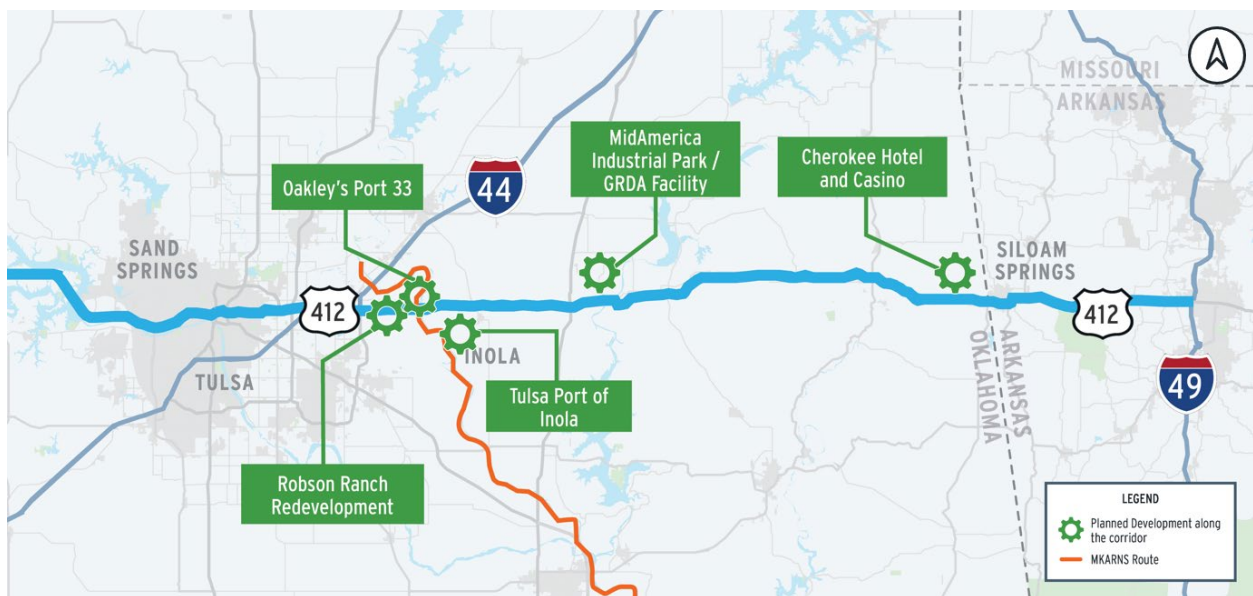 MISSOURI
ARKANSAS
MidAmerica
Industrial Park /
GRDA Facility
Cherokee Hotel
and Casino
Oakley's Port 33
44
SAND
SPRINGS
SILOAM
SPRINGS
412
412
INOLA
TULSA
ARKANSAS
OKLAHOMA
49
Tulsa Port of
Inola
Robson Ranch
Redevelopment
LEGEND
Planned Development along
the corridor
MKARNS Route